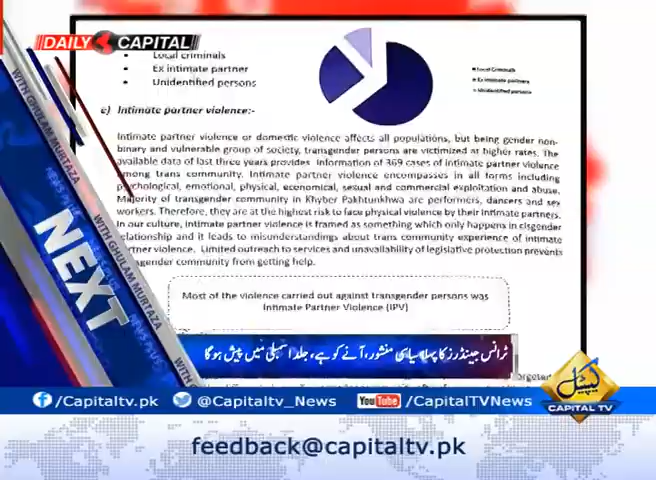 DAILY CAPITAL
• Local criminals
• Ex intimate partner
• Unidentified persons
■ Local Criminals
■ Ex intimate partners
Unidentified persons
e) Intimate partner violence:-
Intimate partner violence or domestic violence affects all populations, but being gender non-
binary and vulnerable group of society, transgender persons are victimized at higher rates. The
available data of last three years provides information of 369 cases of intimate partner violence
among trans community. Intimate partner violence encompasses in all forms including
psychological, emotional, physical, economical, sexual and commercial exploitation and abuse.
Majority of transgender community in Khyber Pakhtunkhwa are performers, dancers and sex
workers. Therefore, they are at the highest risk to face physical violence by their intimate partners.
In our culture, intimate partner violence is framed as something which only happens in cisgender
relationship and it leads to misunderstandings about trans community experience of intimate
partner violence. Limited outreach to services and unavailability of legislative protection prevents
community from getting help.
Most of the violence carried out against transgender persons was
Intimate Partner Violence (IPV)
WITH GHULAM MURTAZA
NEWS PLUS
NEXT
WITH GHULAM MURTAZA
NEWS PLUS
ٹرانس جینڈرز کا پہلا سیاسی منشور، آنے کو ہے، جلد اسمبلی میں پیش ہوگا
/Capitaltv.pk
@Capitaltv_News
YouTube /CapitalTVNews
کیپیٹل
CAPITAL TV
feedback@capitaltv.pk